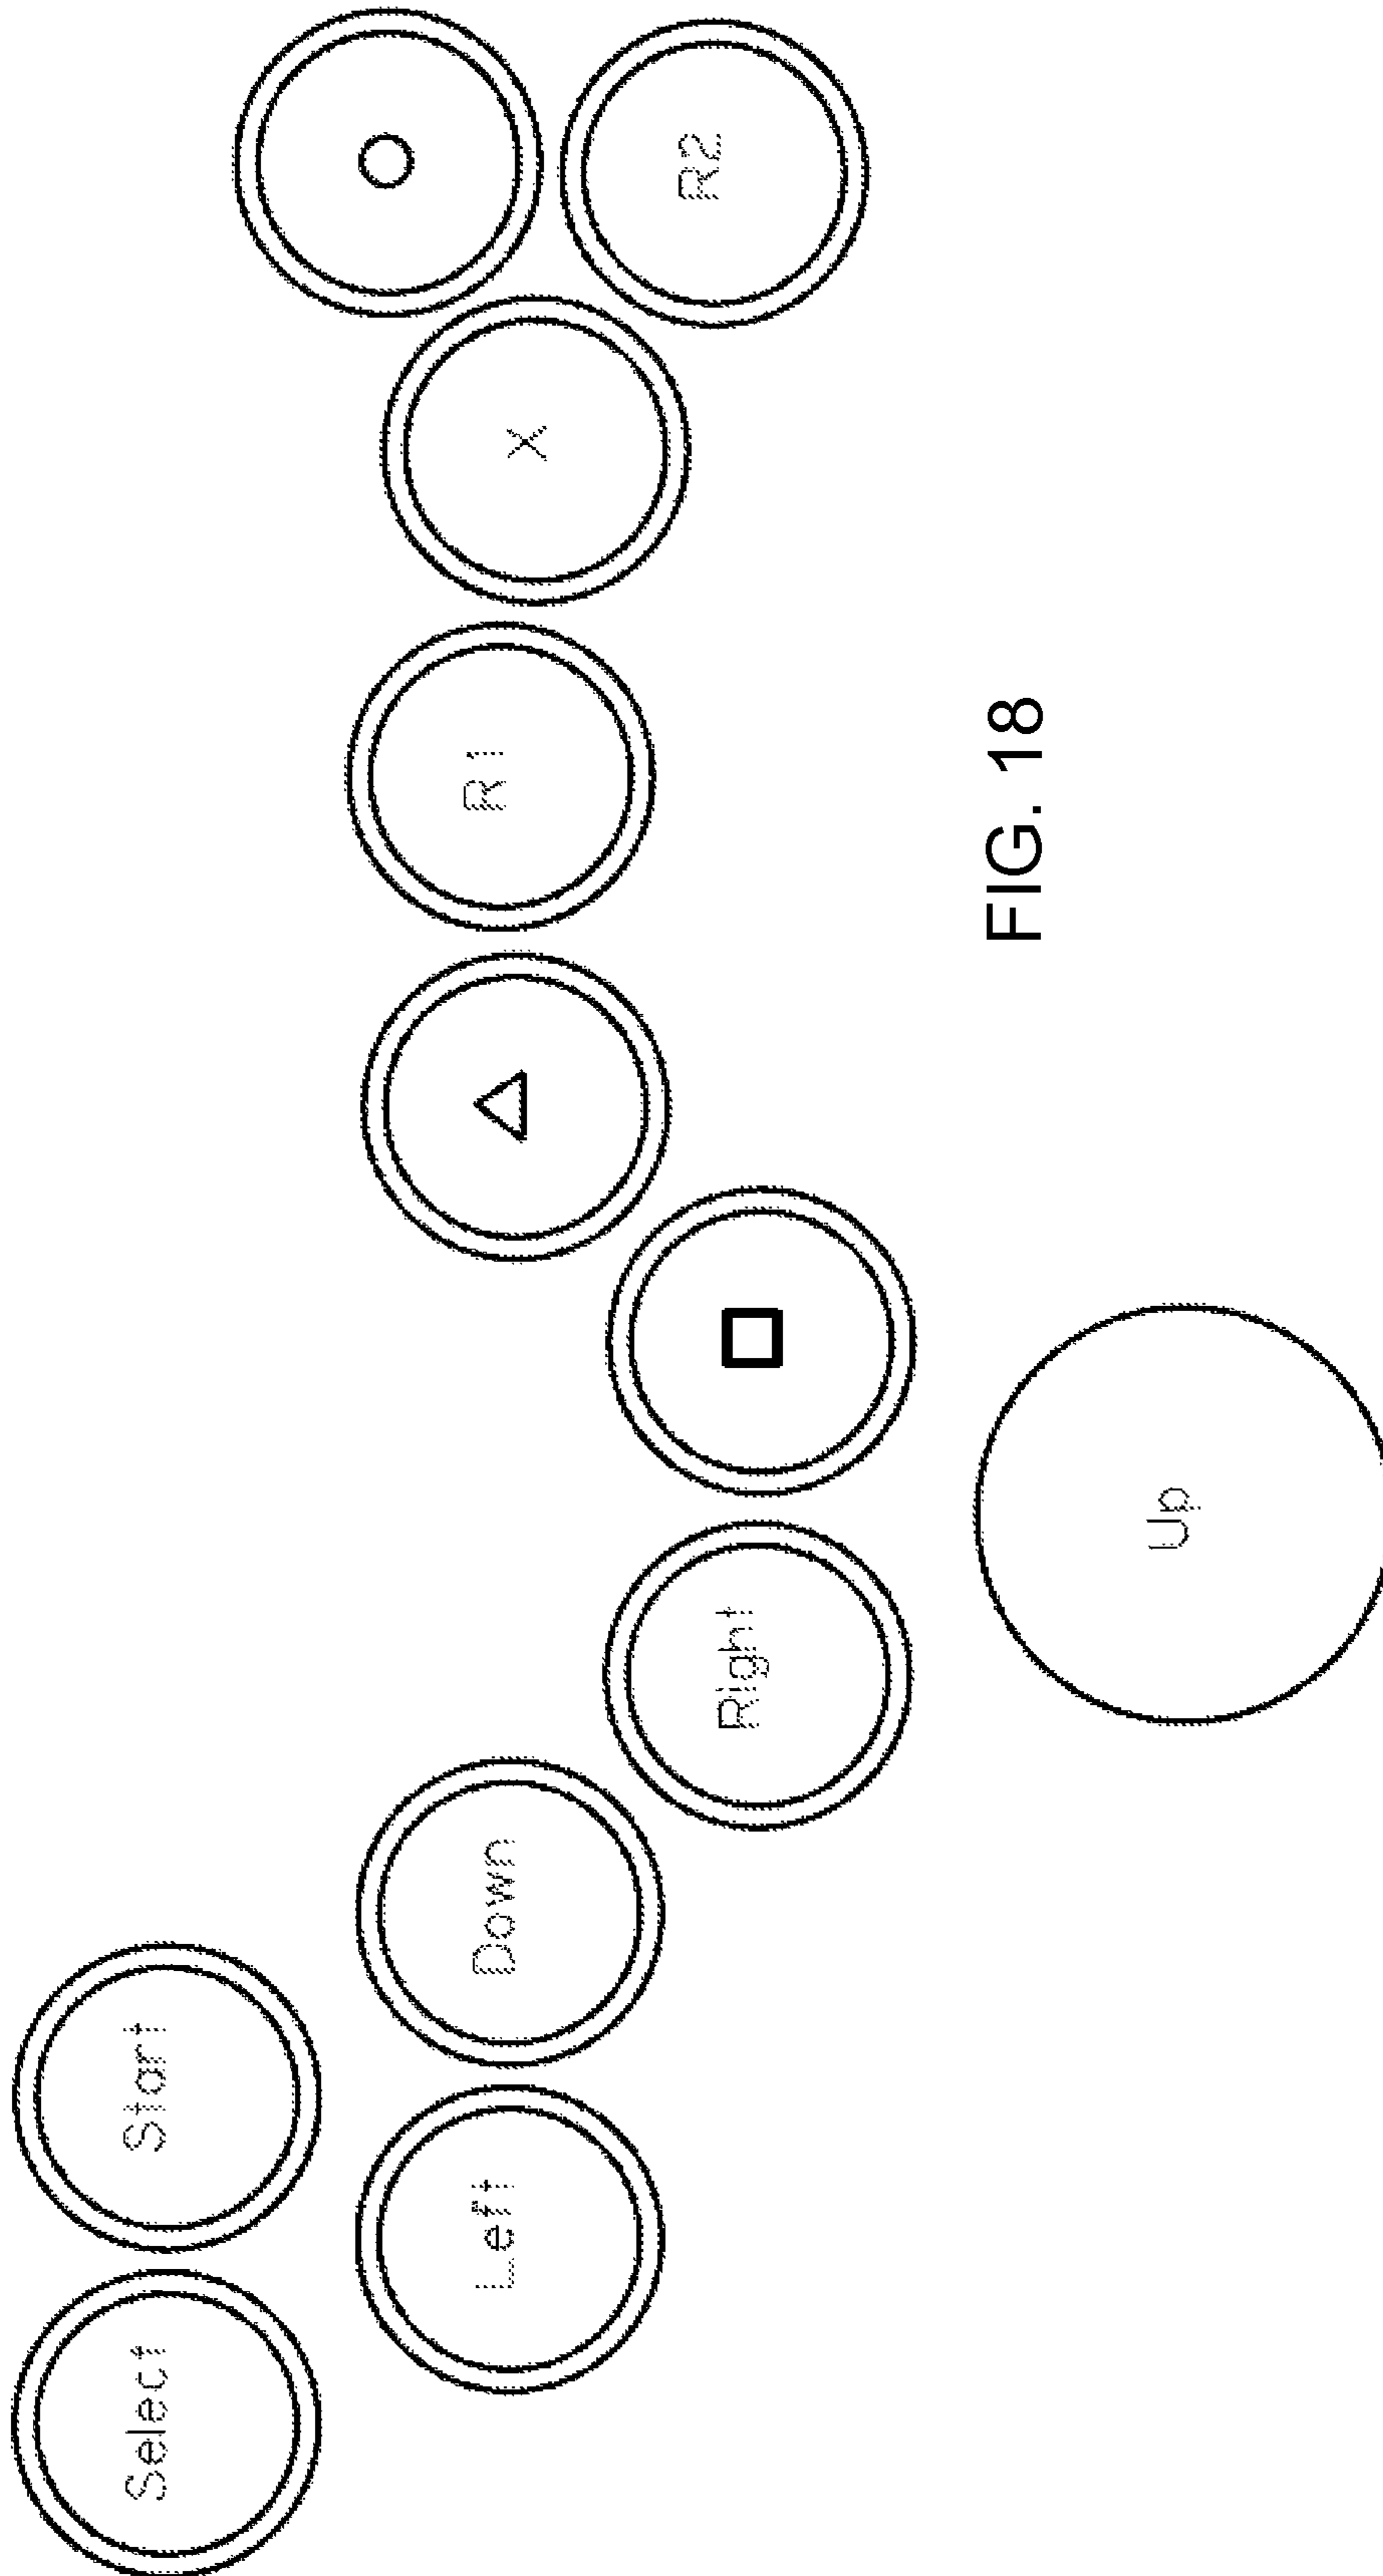 Select
Start
Left
Down
Right
Up
R1
X
R2
FIG. 18